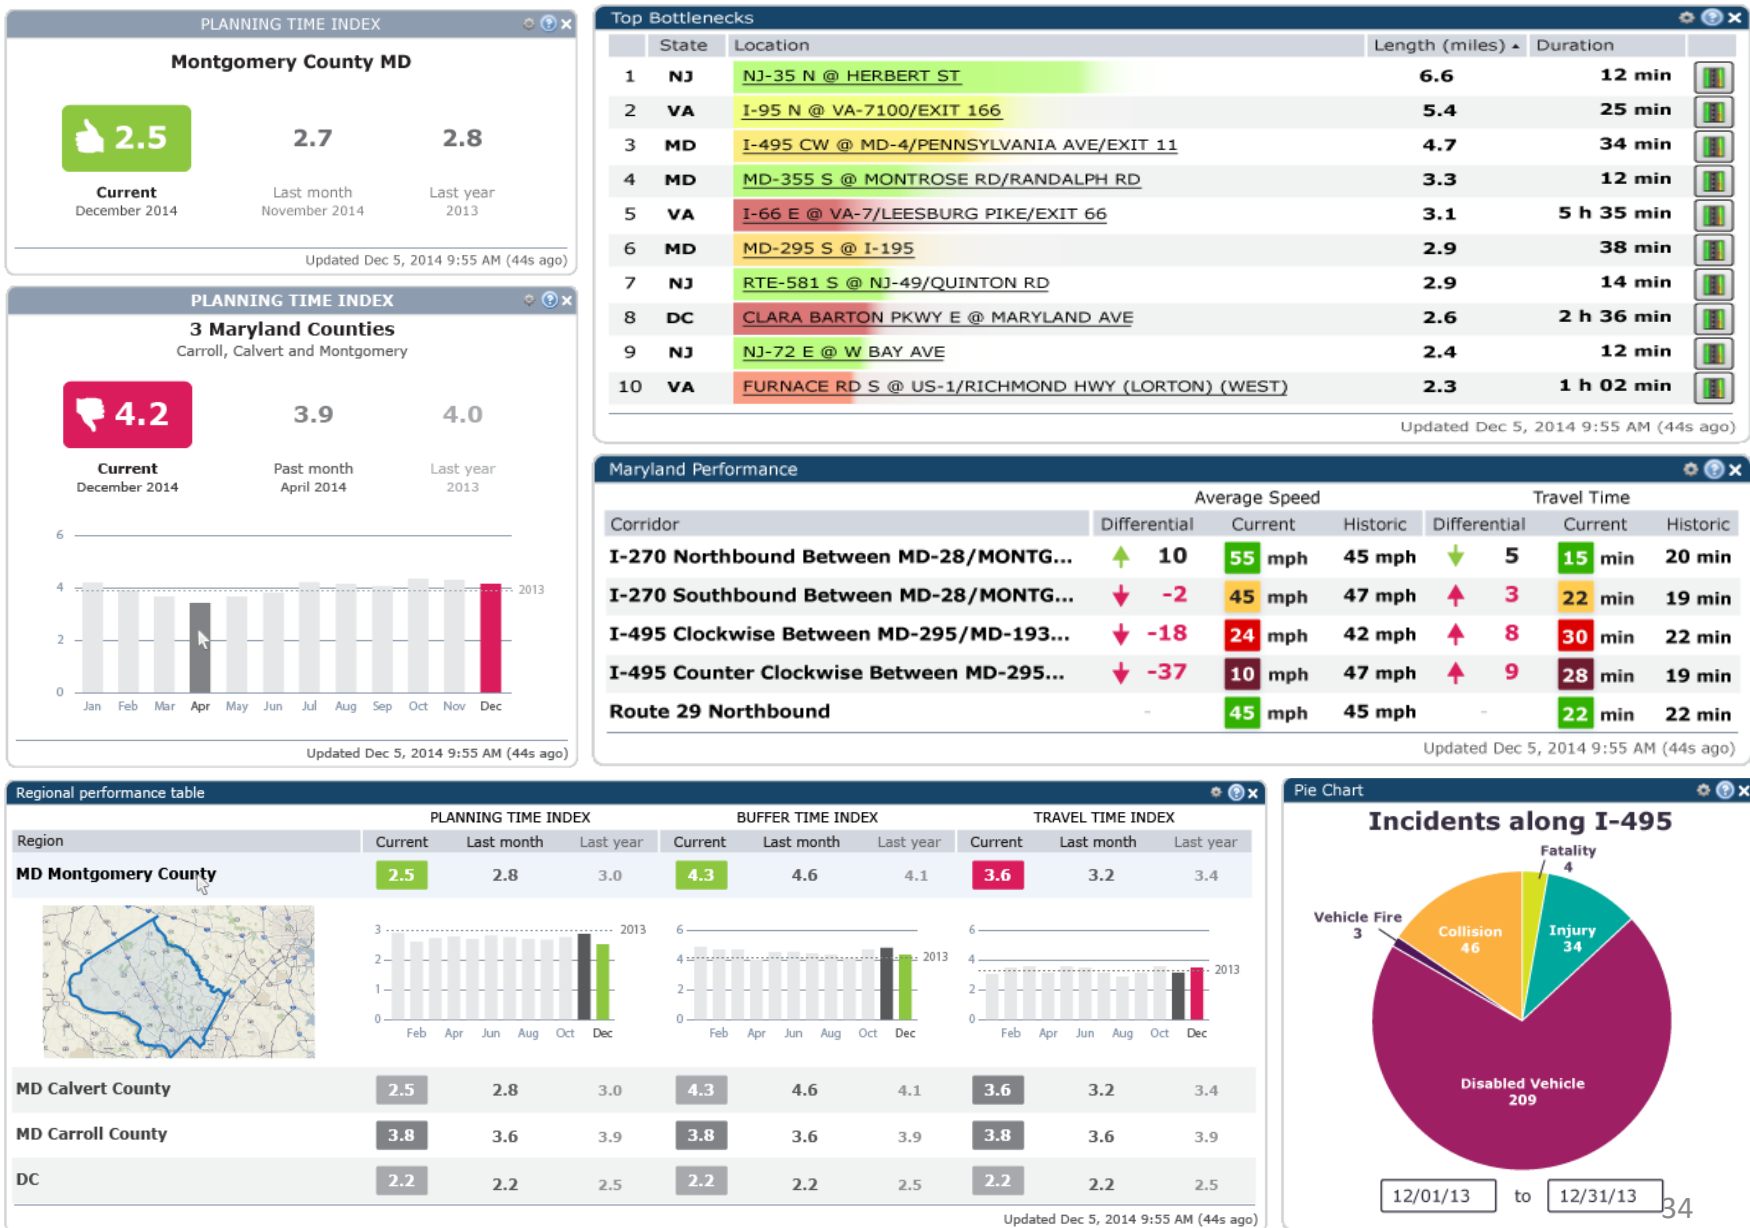 PLANNING TIME INDEX
Montgomery County MD
2.5 2.7 2.8
Current Last month Last year
December 2014 November 2014 2013
Updated Dec 5, 2014 9:55 AM (44s ago)
PLANNING TIME INDEX
3 Maryland Counties
Carroll, Calvert and Montgomery
4.2 3.9 4.0
Current Past month Last year
December 2014 April 2014 2013
6
4 2013
2
0
Jan Feb Mar Apr May Jun Jul Aug Sep Oct Nov Dec
Updated Dec 5, 2014 9:55 AM (44s ago)
Top Bottlenecks
State Location Length (miles) Duration
1 NJ NJ-35 N @ HERBERT ST 6.6 12 min
2 VA I-95 N @ VA-7100/EXIT 166 5.4 25 min
3 MD I-495 CW @ MD-4/PENNSYLVANIA AVE/EXIT 11 4.7 34 min
4 MD MD-355 S @ MONTROSE RD/RANDALPH RD 3.3 12 min
5 VA I-66 E @ VA-7/LEESBURG PIKE/EXIT 66 3.1 5 h 35 min
6 MD MD-295 S @ I-195 2.9 38 min
7 NJ RTE-581 S @ NJ-49/QUINTON RD 2.9 14 min
8 DC CLARA BARTON PKWY E @ MARYLAND AVE 2.6 2 h 36 min
9 NJ NJ-72 E @ W BAY AVE 2.4 12 min
10 VA FURNACE RD S @ US-1/RICHMOND HWY (LORTON) (WEST) 2.3 1 h 02 min
Updated Dec 5, 2014 9:55 AM (44s ago)
Maryland Performance
Average Speed Travel Time
Corridor Differential Current Historic Differential Current Historic
I-270 Northbound Between MD-28/MONTG... 10 55 mph 45 mph 5 15 min 20 min
I-270 Southbound Between MD-28/MONTG... -2 45 mph 47 mph 3 22 min 19 min
I-495 Clockwise Between MD-295/MD-193... -18 24 mph 42 mph 8 30 min 22 min
I-495 Counter Clockwise Between MD-295... -37 10 mph 47 mph 9 28 min 19 min
Route 29 Northbound - 45 mph 45 mph - 22 min 22 min
Updated Dec 5, 2014 9:55 AM (44s ago)
Regional performance table
PLANNING TIME INDEX BUFFER TIME INDEX TRAVEL TIME INDEX
Region Current Last month Last year Current Last month Last year Current Last month Last year
MD Montgomery County 2.5 2.8 3.0 4.3 4.6 4.1 3.6 3.2 3.4
3 2013 6 6
2 4 2013 4 2013
1 2 2
0 0 0
Feb Apr Jun Aug Oct Dec Feb Apr Jun Aug Oct Dec Feb Apr Jun Aug Oct Dec
MD Calvert County 2.5 2.8 3.0 4.3 4.6 4.1 3.6 3.2 3.4
MD Carroll County 3.8 3.6 3.9 3.8 3.6 3.9 3.8 3.6 3.9
DC 2.2 2.2 2.5 2.2 2.2 2.5 2.2 2.2 2.5
Updated Dec 5, 2014 9:55 AM (44s ago)
Pie Chart
Incidents along I-495
Fatality
4
Vehicle Fire
3
Collision
46
Injury
34
Disabled Vehicle
209
12/01/13 to 12/31/13
34